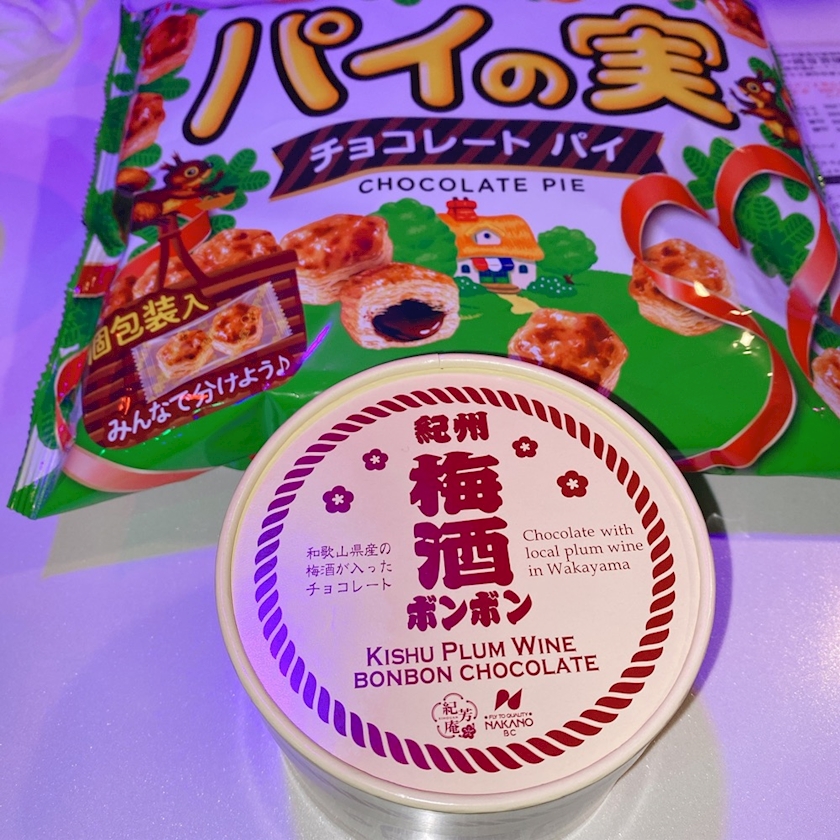 パイの実
チョコレート パイ
CHOCOLATE PIE
個包装入
みんなで分けよう♪
紀州
梅酒
ボンボン
和歌山県産の
梅酒が入った
チョコレート
Chocolate with
local plum wine
in Wakayama
KISHU PLUM WINE
BONBON CHOCOLATE
紀芳庵
FLY TO QUALITY
NAKANO
BC